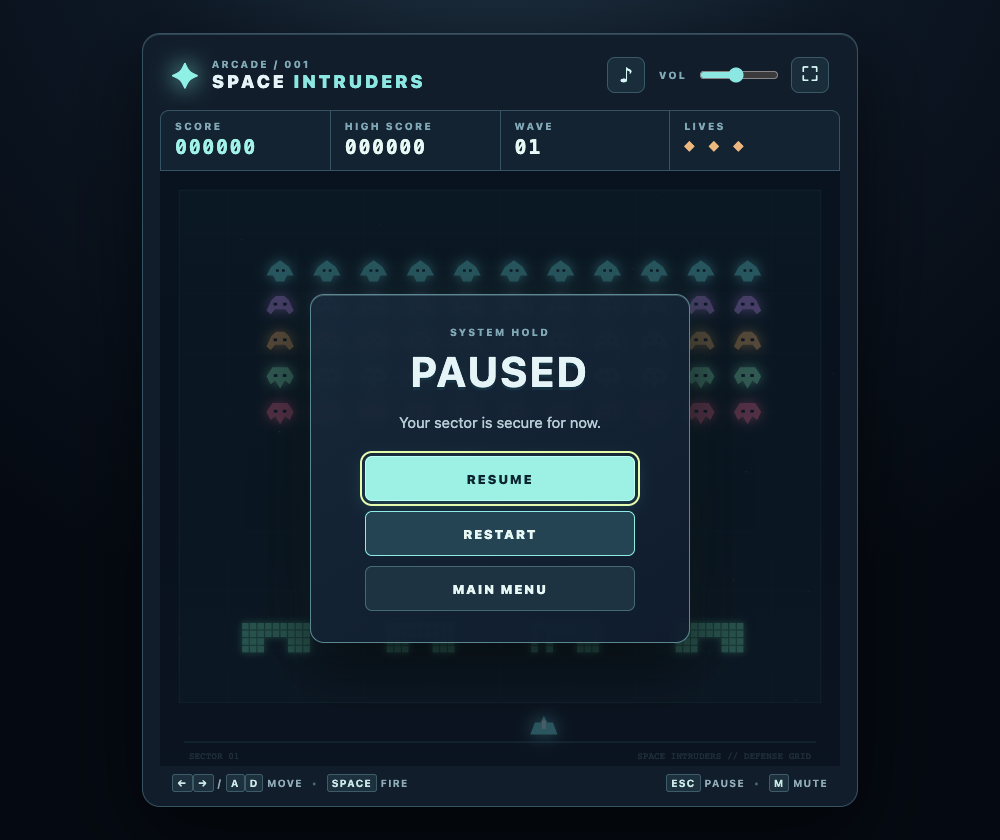 ARCADE / 001
SPACE INTRUDERS
VOL
SCORE
000000
HIGH SCORE
000000
WAVE
01
LIVES
SYSTEM HOLD
PAUSED
Your sector is secure for now.
RESUME
RESTART
MAIN MENU
SECTOR 01
SPACE INTRUDERS // DEFENSE GRID
← → / A D MOVE · SPACE FIRE
ESC PAUSE · M MUTE